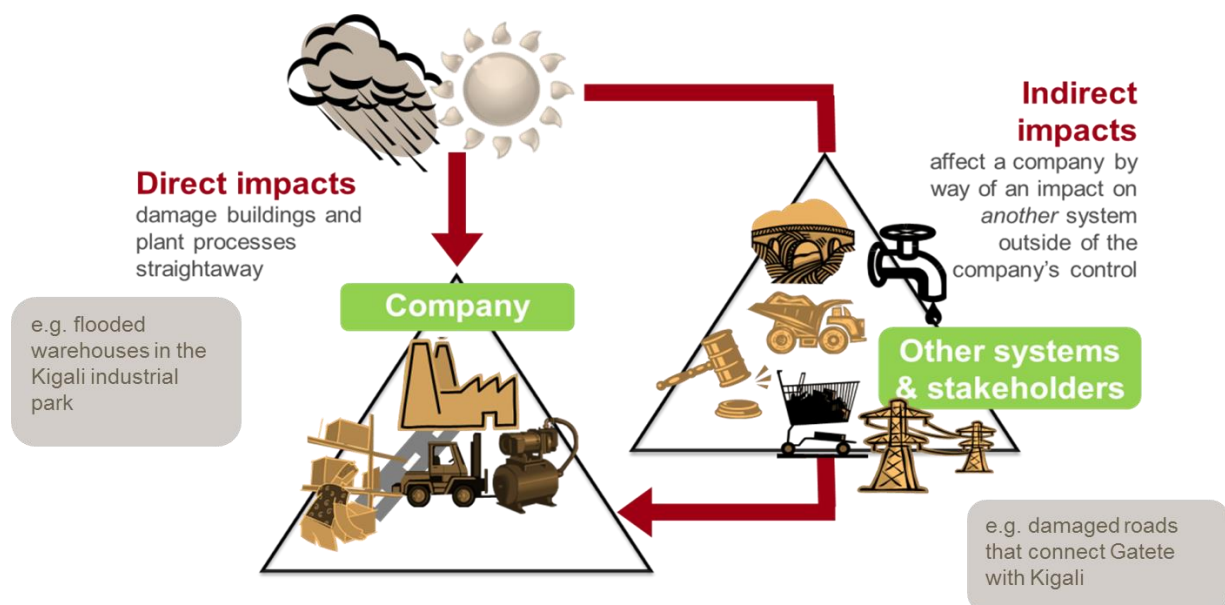 Direct impacts
damage buildings and
plant processes
straightaway
e.g. flooded
warehouses in the
Kigali industrial
park
Company
Indirect
impacts
affect a company by
way of an impact on
another system
outside of the
company's control
Other systems
& stakeholders
e.g. damaged roads
that connect Gatete
with Kigali